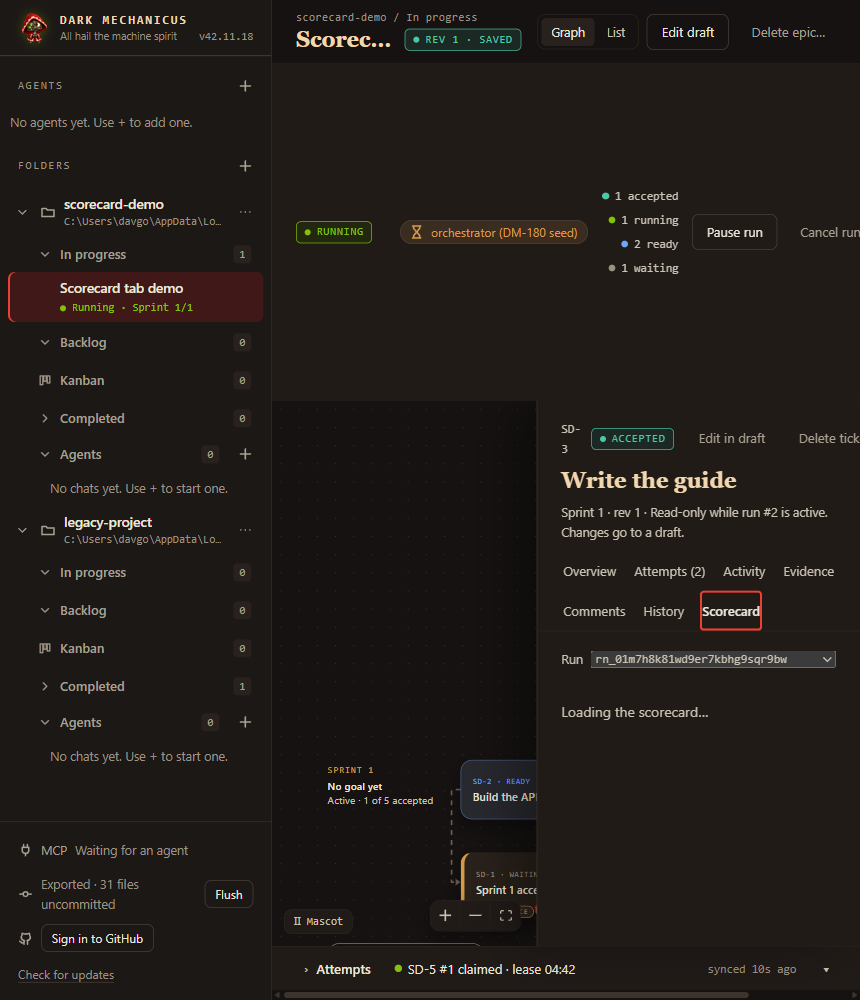 DARK MECHANICUS
All hail the machine spirit v42.11.18
AGENTS
No agents yet. Use + to add one.
FOLDERS
scorecard-demo
C:\Users\davgo\AppData\Lo…
In progress 1
Scorecard tab demo
Running · Sprint 1/1
Backlog 0
Kanban 0
Completed 0
Agents 0
No chats yet. Use + to start one.
legacy-project
C:\Users\davgo\AppData\Lo…
In progress 0
Backlog 0
Kanban 0
Completed 1
Agents 0
No chats yet. Use + to start one.
MCP Waiting for an agent
Exported · 31 files
uncommitted
Flush
Sign in to GitHub
Check for updates
scorecard-demo / In progress
Scorec…
REV 1 · SAVED
Graph List Edit draft Delete epic…
RUNNING
orchestrator (DM-180 seed)
1 accepted
1 running
2 ready
1 waiting
Pause run Cancel run
SPRINT 1
No goal yet
Active · 1 of 5 accepted
SD-2 · READY
Build the API
SD-1 · WAITIN
Sprint 1 acce
Mascot
SD-
3
ACCEPTED Edit in draft Delete tick
Write the guide
Sprint 1 · rev 1 · Read-only while run #2 is active.
Changes go to a draft.
Overview Attempts (2) Activity Evidence
Comments History Scorecard
Run rn_01m7h8k81wd9er7kbhg9sqr9bw
Loading the scorecard…
Attempts SD-5 #1 claimed · lease 04:42 synced 10s ago